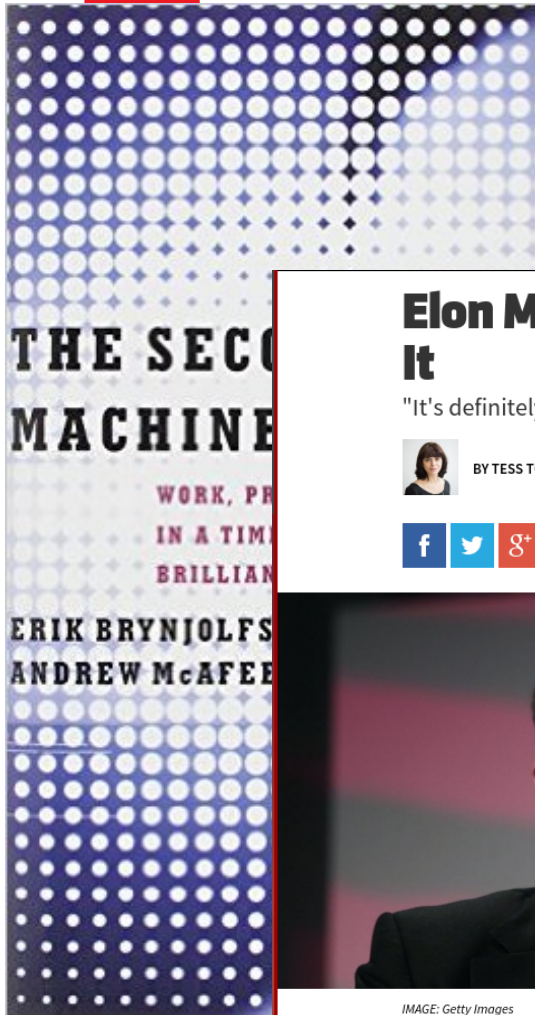 THE SECO
MACHINE
WORK, PR
IN A TIM
BRILLIAN
ERIK BRYNJOLFS
ANDREW McAFEE
Elon M
It
"It's definitely
BY TESS T
f
g+
IMAGE: Getty Images